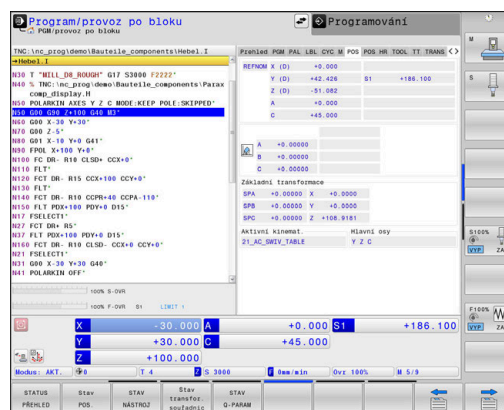 Program/provoz po bloku
PGM/provoz po bloku
Programování
TNC:\nc_prog\demo\Bauteile_components\Hebel.I
→Hebel.I
N30 T "MILL_D8_ROUGH" G17 S3000 F2222*
N40 % TNC:\nc_prog\demo\Bauteile_components\Parax
comp_display.H
N50 POLARKIN AXES Y Z C MODE:KEEP POLE:SKIPPED*
N50 G00 G90 Z+100 G40 M3*
N60 G00 X-30 Y+30*
N70 G00 Z-5*
N80 G01 X-10 Y+0 G41*
N90 FPOL X+100 Y+0*
N100 FC DR- R10 CLSD+ CCX+0*
N110 FLT*
N120 FCT DR- R15 CCX+100 CCY+0*
N130 FLT*
N140 FCT DR- R10 CCPR+40 CCPA-110*
N150 FLT PDX+100 PDY+0 D15*
N17 FSELECT1*
N27 FCT DR+ R5*
N37 FLT PDX+100 PDY+0 D15*
N160 FCT DR- R10 CLSD- CCX+0 CCY+0*
N21 FSELECT1*
N31 G00 X-30 Y+30 G40*
N41 POLARKIN OFF*
100% S-OVR
100% F-OVR S1 LIMIT 1
Přehled PGM PAL LBL CYC M POS POS HR TOOL TT TRANS
REFNOM X (D) +0.000
Y (D) +42.426 S1 +186.100
Z (D) -51.082
A +0.000
C +45.000
A +0.00000
B +0.00000
C +0.00000
Základní transformace
SPA +0.00000 X +0.0000
SPB +0.00000 Y +0.0000
SPC +0.00000 Z +108.9181
Aktivní kinemat. Hlavní osy
21_AC_SWIV_TABLE Y Z C
X -30.000 A +0.000 S1 +186.100
Y +30.000 C +45.000
Z +100.000
Modus: AKT. 0 T 4 Z S 3000 F 0mm/min Ovr 100% M 5/9
STATUS PŘEHLED
Stav POS.
STAV NÁSTROJ
Stav transfor. souřadnic
STAV Q-PARAM
M
S
S100%
VYP ZA
F100%
VYP ZA